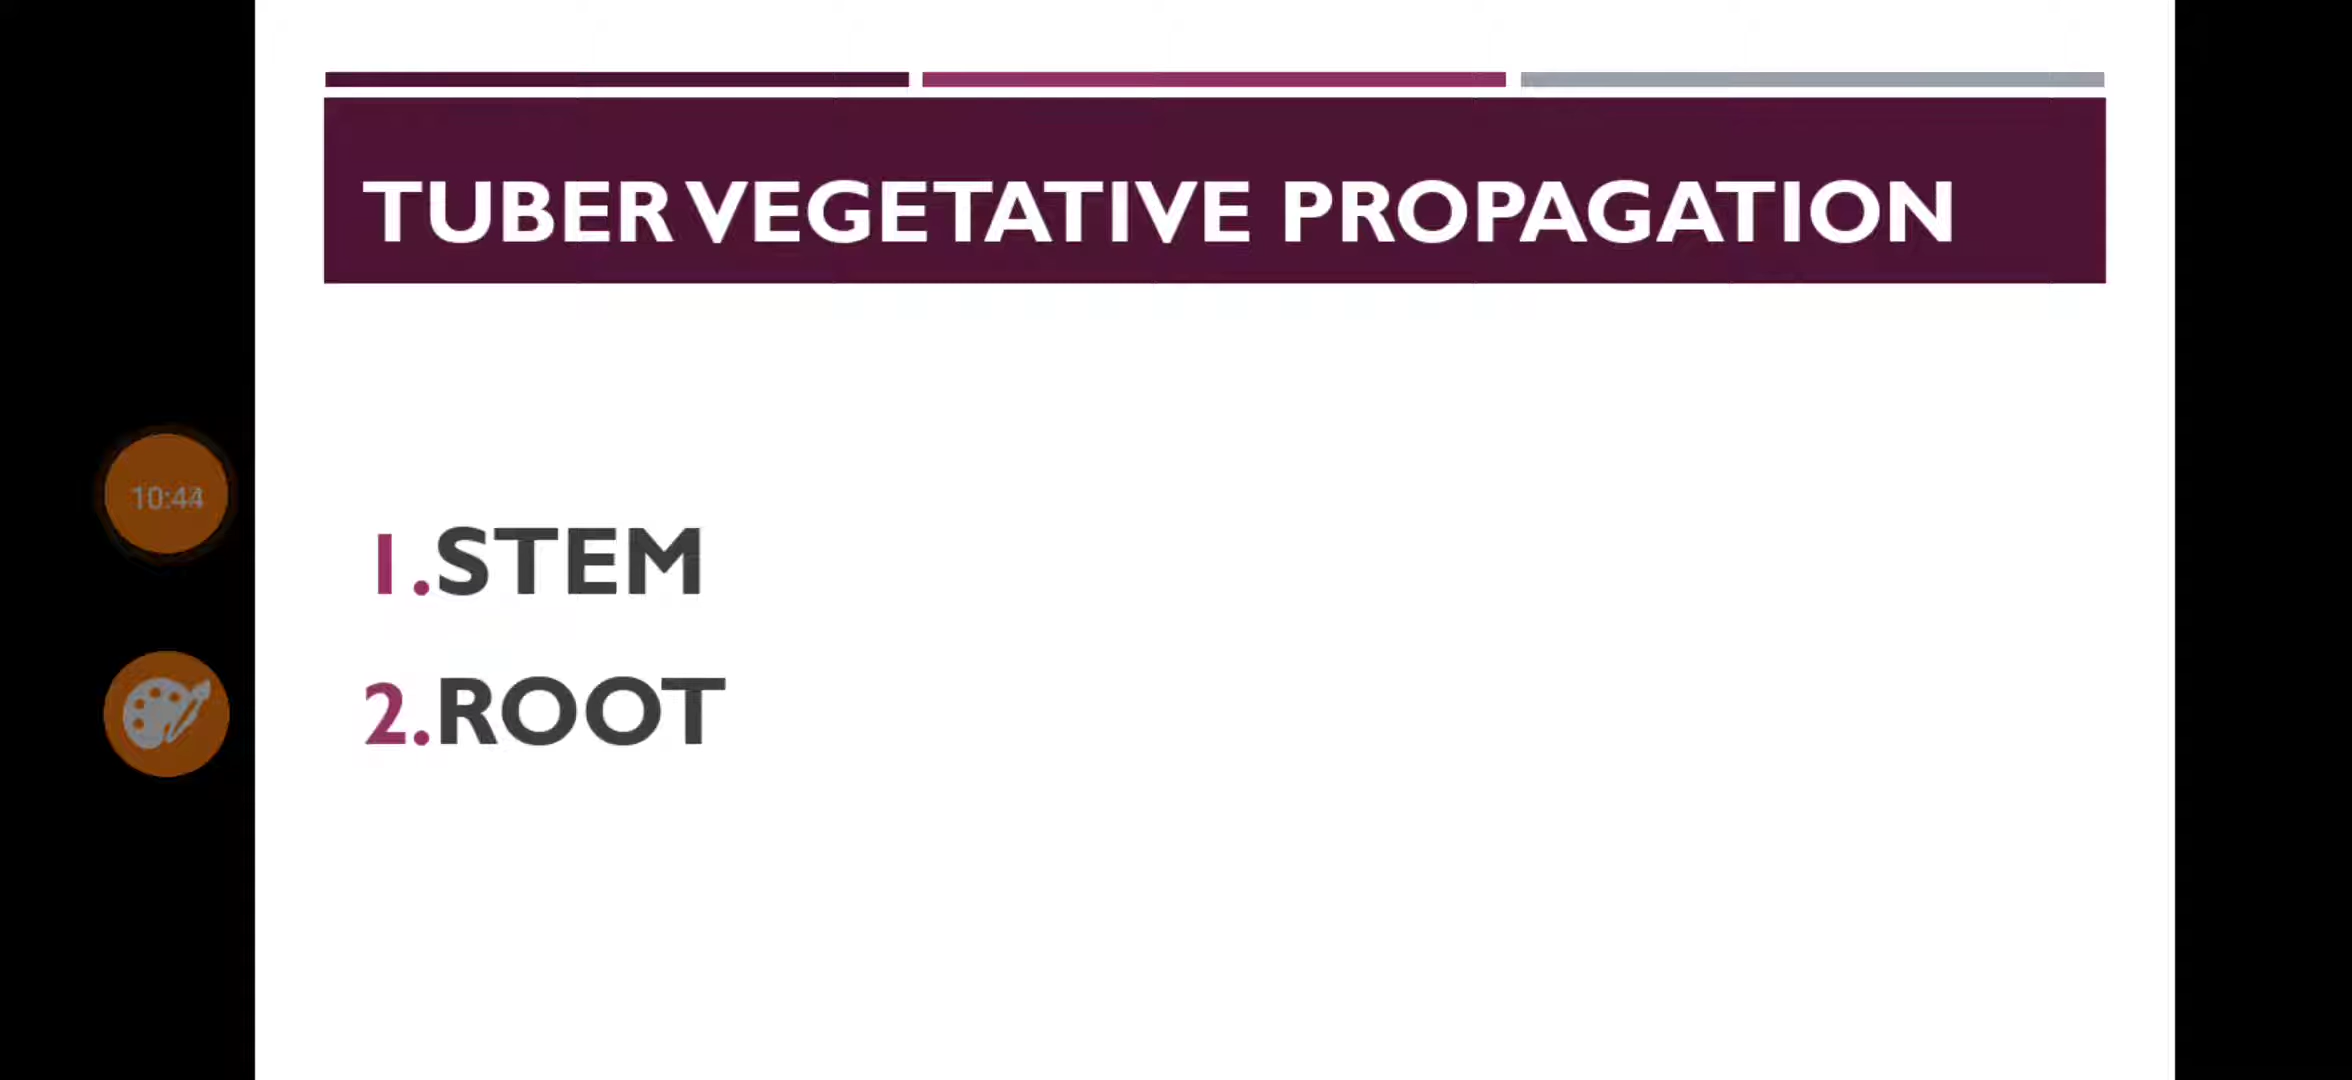 TUBER VEGETATIVE PROPAGATION
10:44
1.STEM
2.ROOT